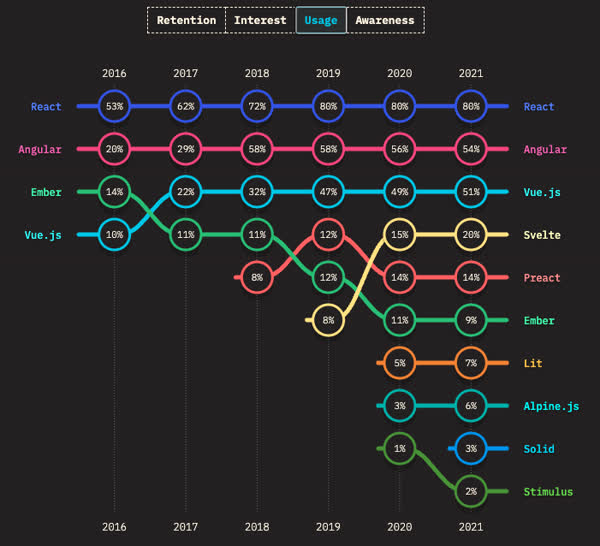 Retention Interest Usage Awareness
2016 2017 2018 2019 2020 2021
React 53% 62% 72% 80% 80% 80% React
Angular 20% 29% 58% 58% 56% 54% Angular
Ember 14% 22% 32% 47% 49% 51% Vue.js
Vue.js 10% 11% 11% 12% 15% 20% Svelte
8% 12% 14% 14% Preact
8% 11% 9% Ember
5% 7% Lit
3% 6% Alpine.js
1% 3% Solid
2% Stimulus
2016 2017 2018 2019 2020 2021